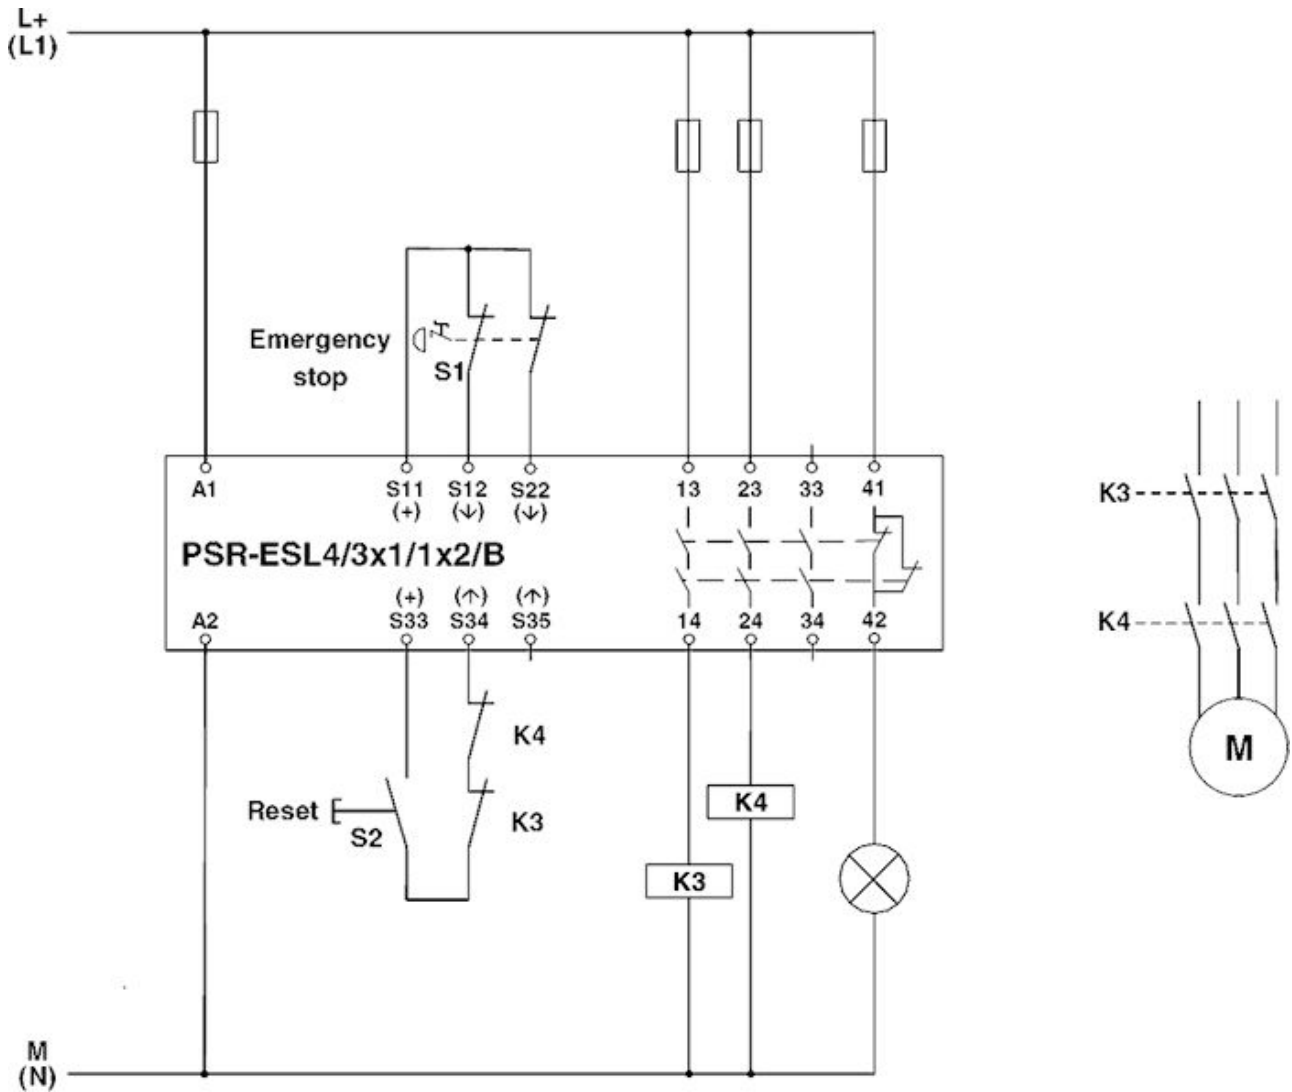 L+
(L1)
Emergency
stop
S1
A1 S11 S12 S22 13 23 33 41
(+) (↓) (↓)
K3
PSR-ESL4/3x1/1x2/B
(+) (↑) (↑)
A2 S33 S34 S35 14 24 34 42
K4
K4
M
Reset
S2
K3
K4
K3
M
(N)